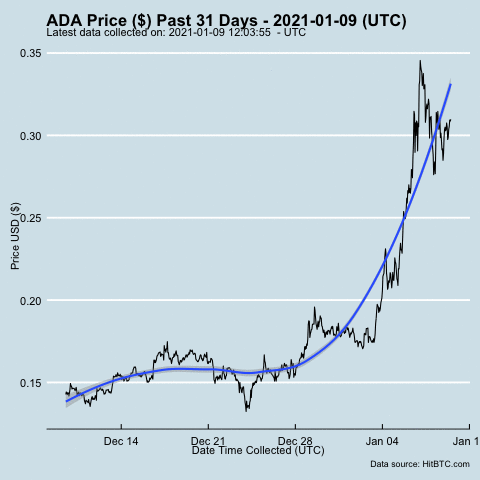 ADA Price ($) Past 31 Days - 2021-01-09 (UTC)
Latest data collected on: 2021-01-09 12:03:55 - UTC
0.35
0.30
0.25
0.20
0.15
Price USD ($)
Dec 14
Dec 21
Dec 28
Jan 04
Jan 1
Date Time Collected (UTC)
Data source: HitBTC.com